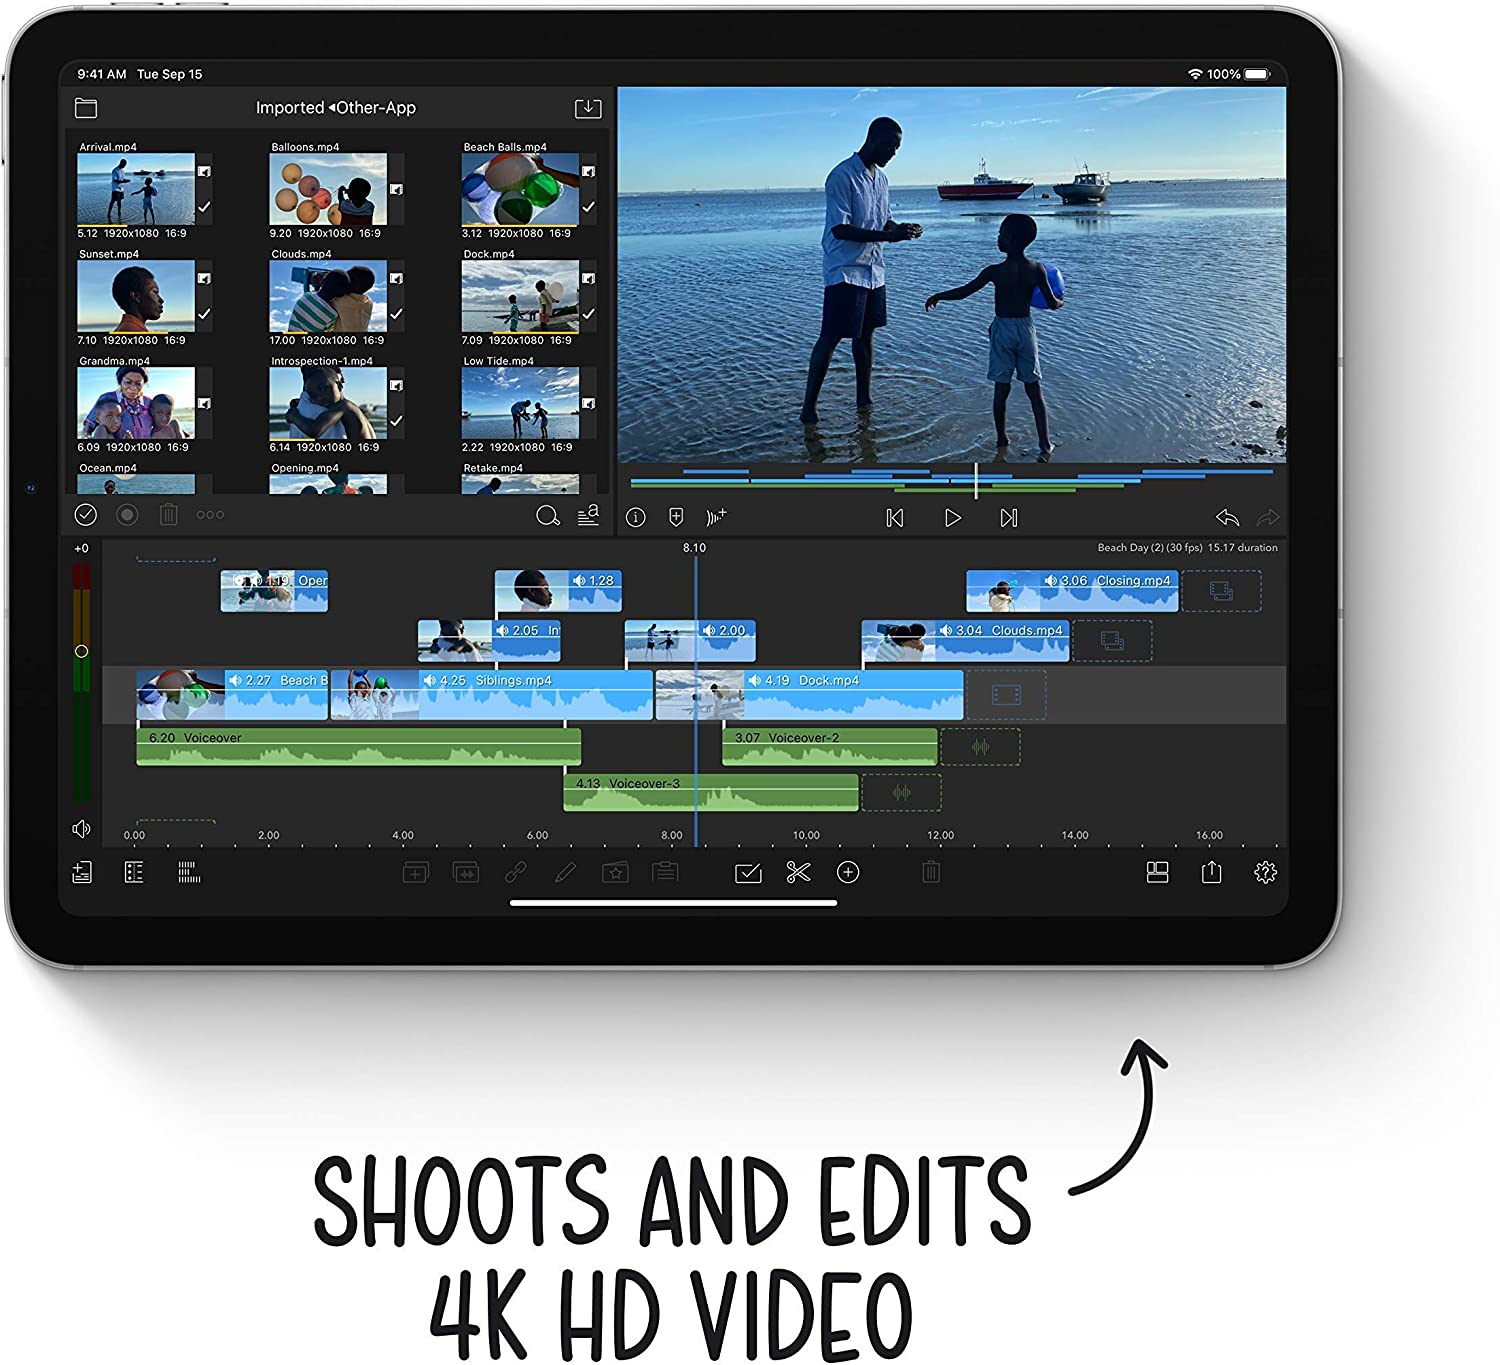 9:41 AM Tue Sep 15
100%
Imported ◂Other-App
Arrival.mp4
5.12 1920x1080 16:9
Balloons.mp4
9.20 1920x1080 16:9
Beach Balls.mp4
3.12 1920x1080 16:9
Sunset.mp4
7.10 1920x1080 16:9
Clouds.mp4
17.00 1920x1080 16:9
Dock.mp4
7.09 1920x1080 16:9
Grandma.mp4
6.09 1920x1080 16:9
Introspection-1.mp4
6.14 1920x1080 16:9
Low Tide.mp4
2.22 1920x1080 16:9
Ocean.mp4
Opening.mp4
Retake.mp4
+0
8.10
Beach Day (2) (30 fps) 15.17 duration
1.19 Oper
1.28
3.06 Closing.mp4
2.05 In
2.00
3.04 Clouds.mp4
2.27 Beach B
4.25 Siblings.mp4
4.19 Dock.mp4
6.20 Voiceover
3.07 Voiceover-2
4.13 Voiceover-3
0.00 2.00 4.00 6.00 8.00 10.00 12.00 14.00 16.00
SHOOTS AND EDITS
4K HD VIDEO